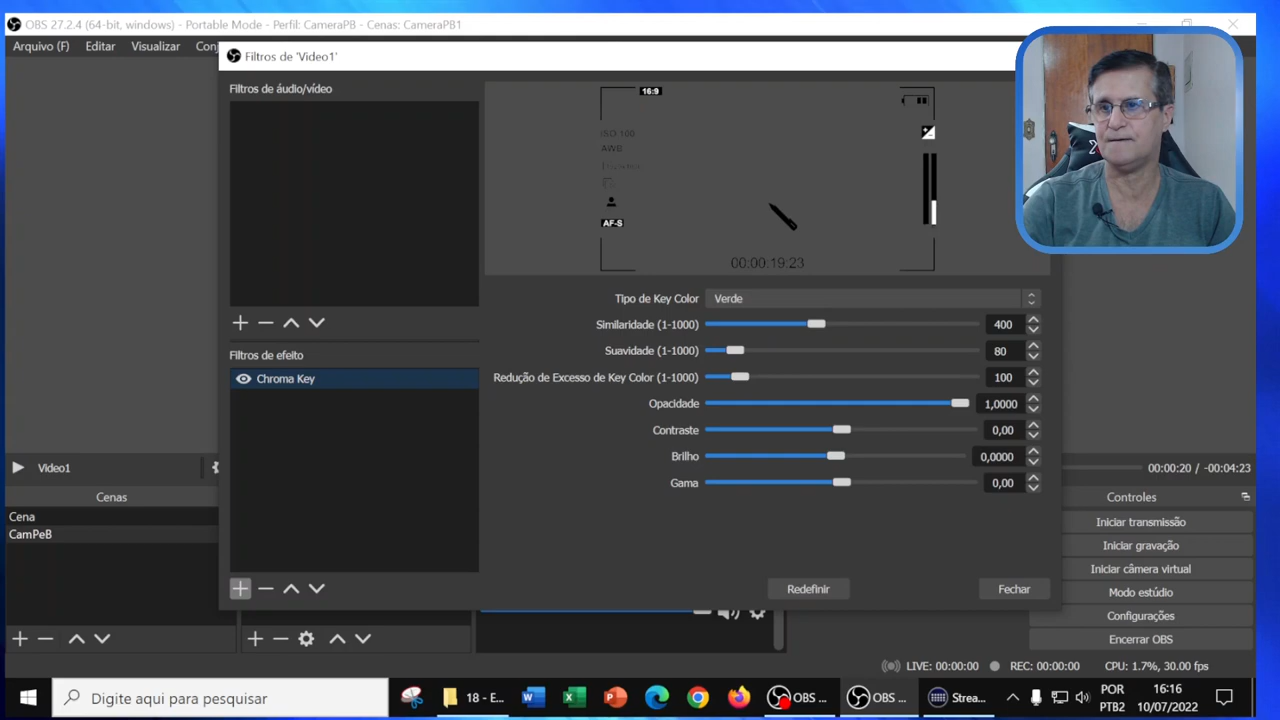 OBS 27.2.4 (64-bit, windows) - Portable Mode - Perfil: CameraPB - Cenas: CameraPB1
Arquivo (F) Editar Visualizar Con
Filtros de 'Video1'
Filtros de áudio/vídeo
16:9
ISO 100
AWB
AF-S
00:00.19:23
Tipo de Key Color Verde
Similaridade (1-1000) 400
Suavidade (1-1000) 80
Redução de Excesso de Key Color (1-1000) 100
Opacidade 1,0000
Contraste 0,00
Brilho 0,0000
Gama 0,00
Filtros de efeito
Chroma Key
Redefinir Fechar
Video1
00:00:20 / -00:04:23
Cenas
Cena
CamPeB
Controles
Iniciar transmissão
Iniciar gravação
Iniciar câmera virtual
Modo estúdio
Configurações
Encerrar OBS
LIVE: 00:00:00 REC: 00:00:00 CPU: 1.7%, 30.00 fps
Digite aqui para pesquisar
18 - E...
OBS ...
OBS ...
Strea...
POR
PTB2
16:16
10/07/2022